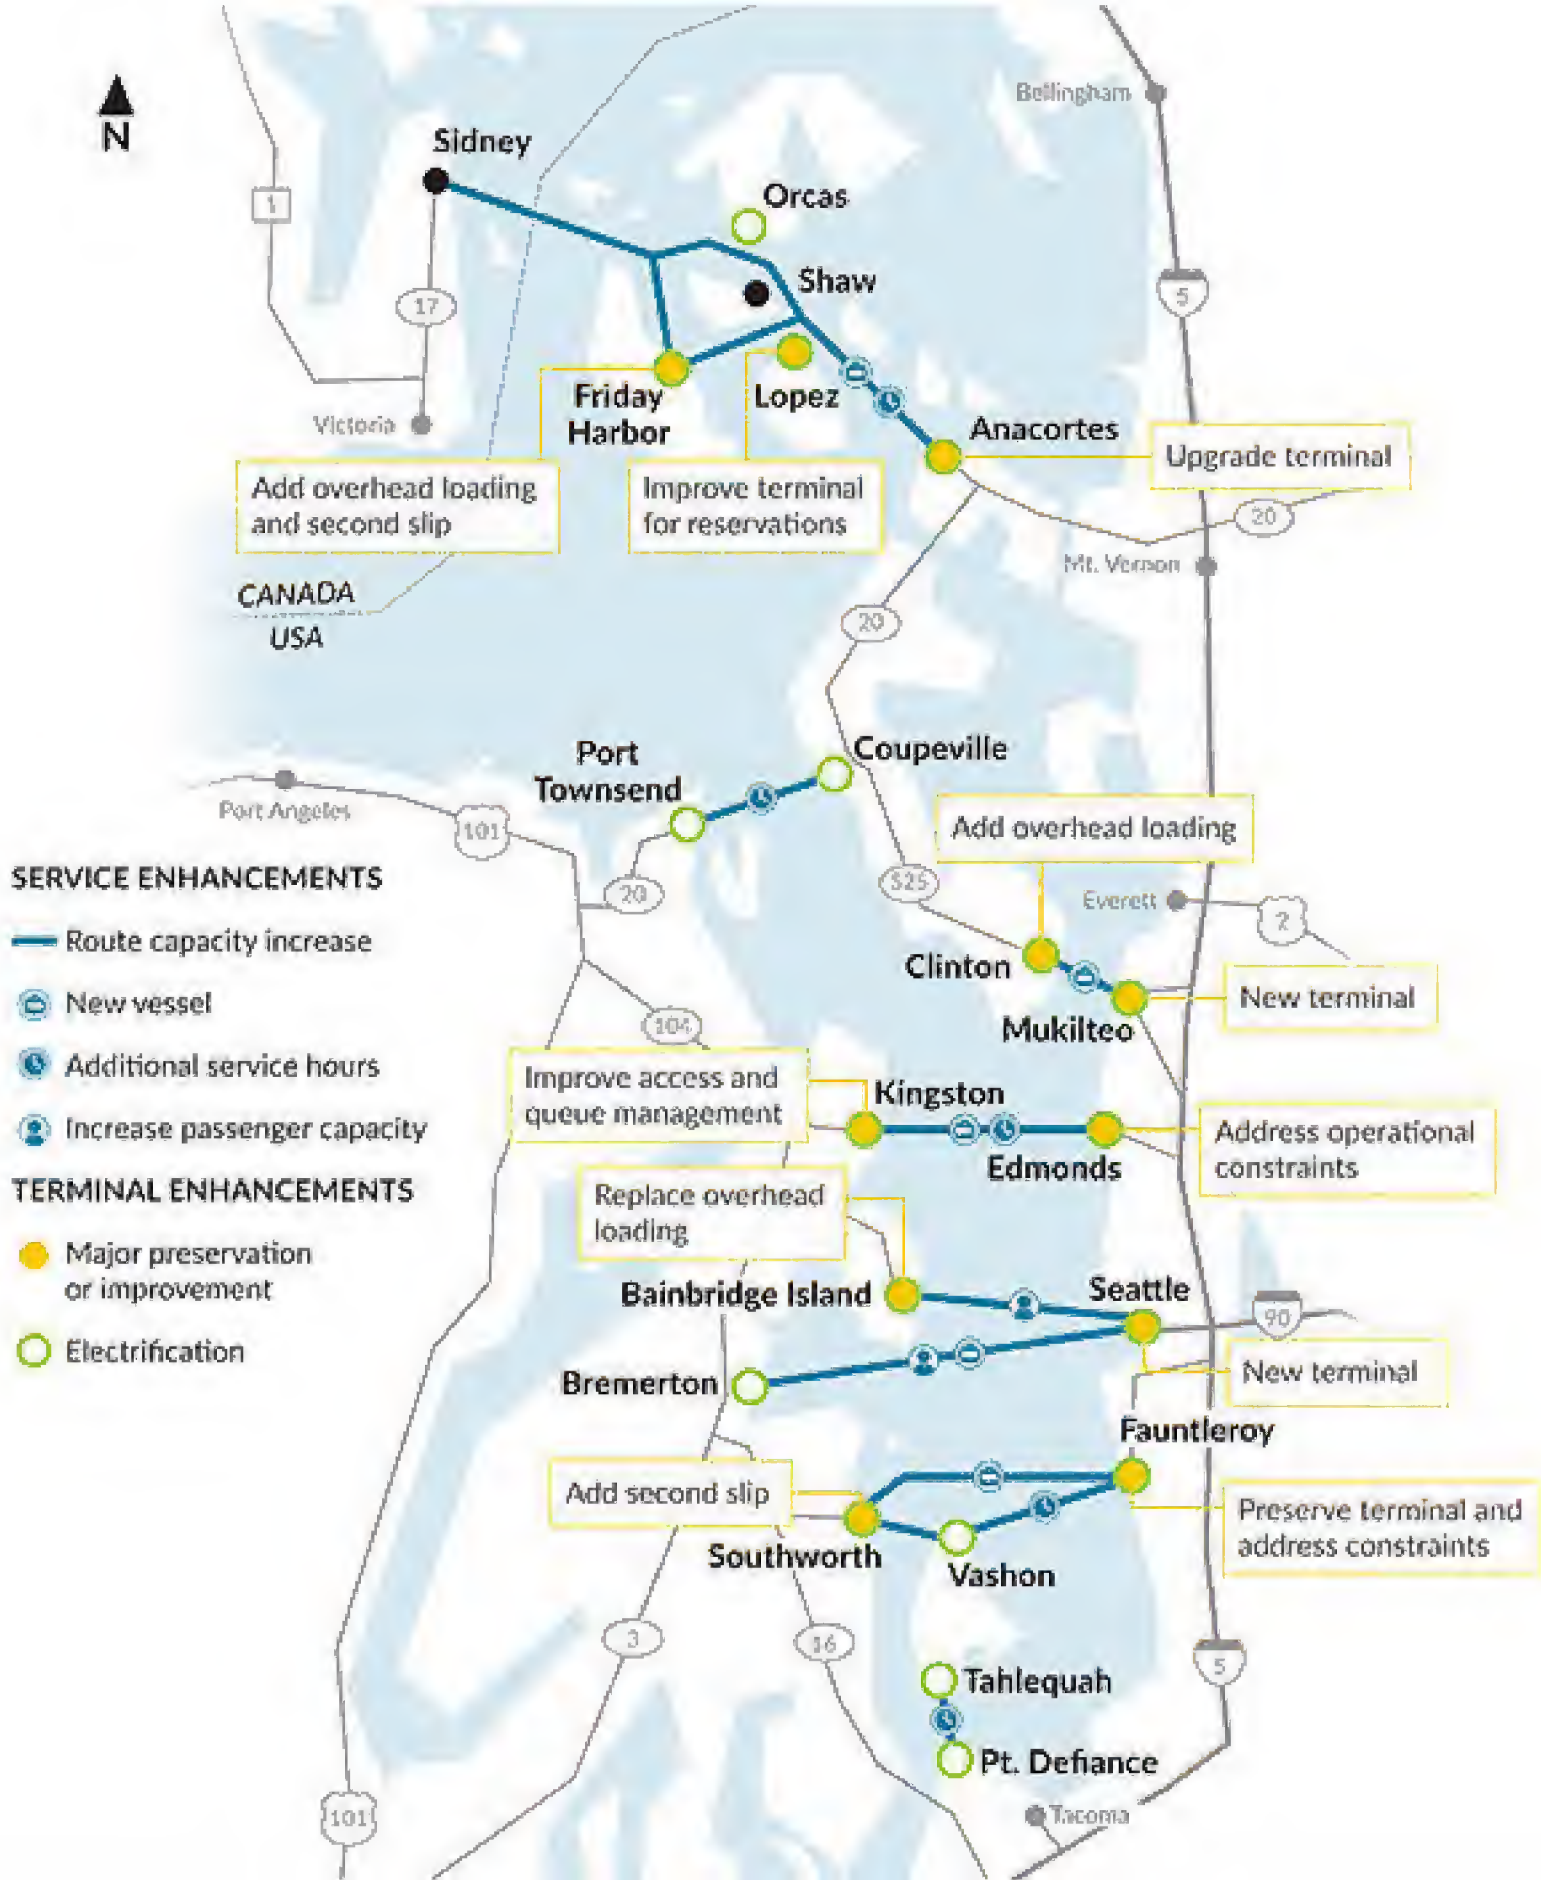 Bellingham
N
Sidney
1
Orcas
Shaw
17
5
Friday
Harbor
Lopez
Victoria
Anacortes
Upgrade terminal
Add overhead loading
and second slip
Improve terminal
for reservations
20
Mt. Vernon
CANADA
USA
20
Port
Townsend
Coupeville
Port Angeles
101
Add overhead loading
SERVICE ENHANCEMENTS
20
525
Everett
2
Route capacity increase
Clinton
New vessel
New terminal
Mukilteo
104
Additional service hours
Improve access and
queue management
Kingston
Increase passenger capacity
Address operational
constraints
Edmonds
TERMINAL ENHANCEMENTS
Replace overhead
loading
Major preservation
or improvement
Bainbridge Island
Seattle
90
Electrification
New terminal
Bremerton
Fauntleroy
Add second slip
Preserve terminal and
address constraints
Southworth
Vashon
3
16
5
Tahlequah
Pt. Defiance
101
Tacoma